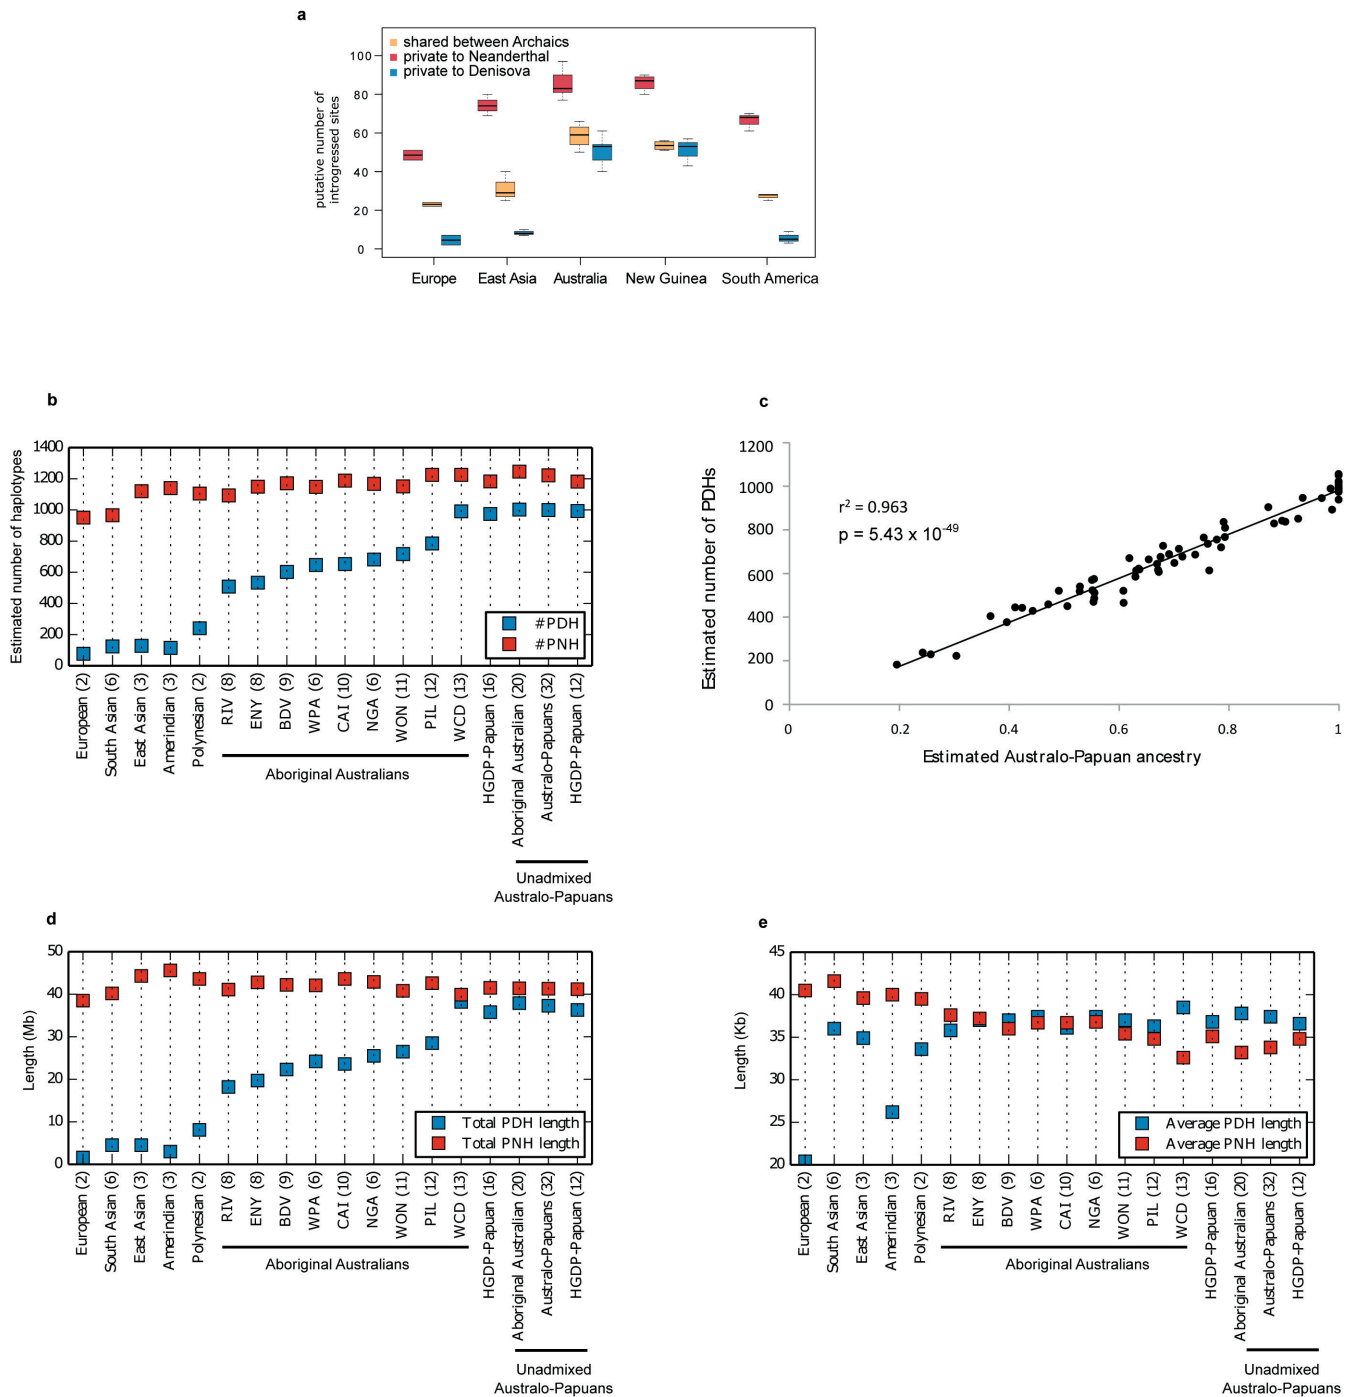 a
shared between Archaics
private to Neanderthal
private to Denisova
putative number of
introgressed sites
100
80
60
40
20
0
Europe
East Asia
Australia
New Guinea
South America
b
Estimated number of haplotypes
1400
1200
1000
800
600
400
200
0
#PDH
#PNH
European (2)
South Asian (6)
East Asian (3)
Amerindian (3)
Polynesian (2)
RIV (8)
ENY (8)
BDV (9)
WPA (6)
CAI (10)
NGA (6)
WON (11)
PIL (12)
WCD (13)
HGDP-Papuan (16)
Aboriginal Australian (20)
Australo-Papuans (32)
HGDP-Papuan (12)
Aboriginal Australians
Unadmixed
Australo-Papuans
c
Estimated number of PDHs
1200
1000
800
600
400
200
0
r² = 0.963
p = 5.43 x 10⁻⁴⁹
0
0.2
0.4
0.6
0.8
1
Estimated Australo-Papuan ancestry
d
Length (Mb)
50
40
30
20
10
0
Total PDH length
Total PNH length
European (2)
South Asian (6)
East Asian (3)
Amerindian (3)
Polynesian (2)
RIV (8)
ENY (8)
BDV (9)
WPA (6)
CAI (10)
NGA (6)
WON (11)
PIL (12)
WCD (13)
HGDP-Papuan (16)
Aboriginal Australian (20)
Australo-Papuans (32)
HGDP-Papuan (12)
Aboriginal Australians
Unadmixed
Australo-Papuans
e
Length (Kb)
45
40
35
30
25
20
Average PDH length
Average PNH length
European (2)
South Asian (6)
East Asian (3)
Amerindian (3)
Polynesian (2)
RIV (8)
ENY (8)
BDV (9)
WPA (6)
CAI (10)
NGA (6)
WON (11)
PIL (12)
WCD (13)
HGDP-Papuan (16)
Aboriginal Australian (20)
Australo-Papuans (32)
HGDP-Papuan (12)
Aboriginal Australians
Unadmixed
Australo-Papuans